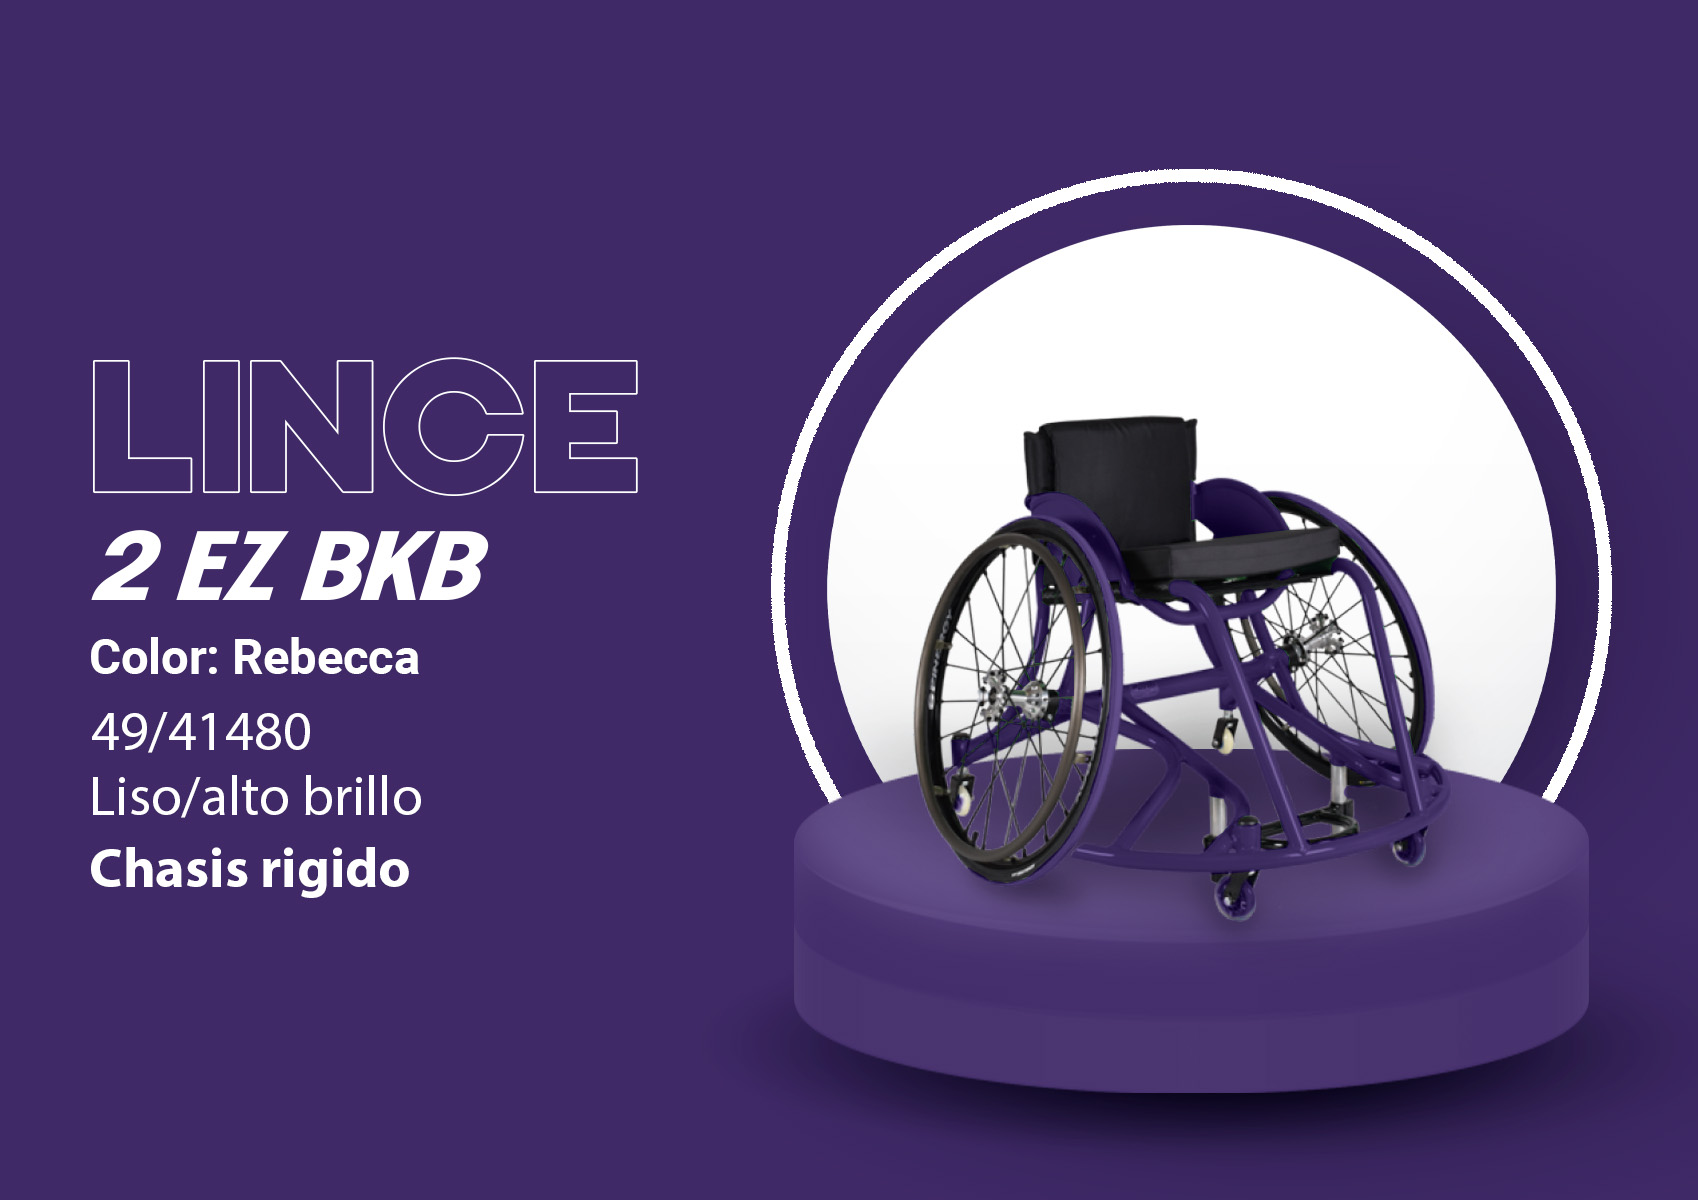 LINCE
2 EZ BKB
Color: Rebecca
49/41480
Liso/alto brillo
Chasis rigido